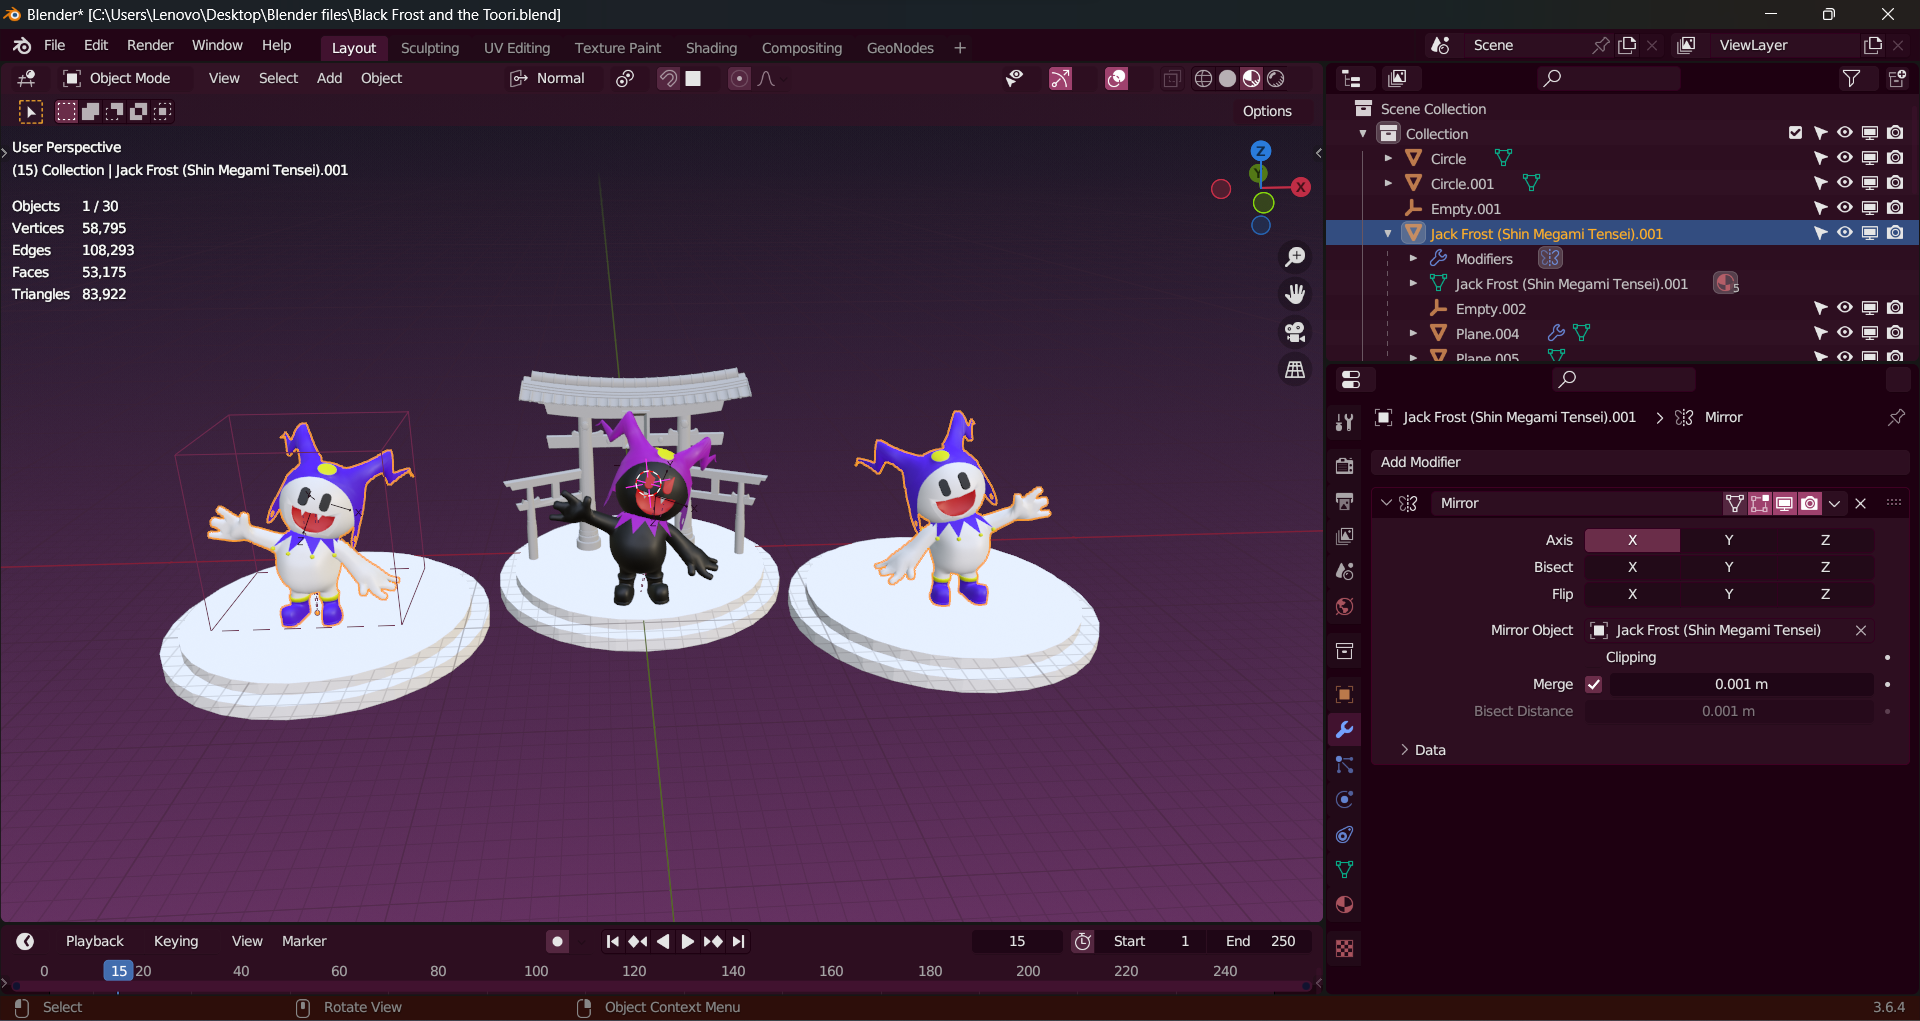 Blender* [C:\Users\Lenovo\Desktop\Blender files\Black Frost and the Toori.blend]
File Edit Render Window Help Layout Sculpting UV Editing Texture Paint Shading Compositing GeoNodes + Scene ViewLayer
Object Mode View Select Add Object Normal
Options
User Perspective
(15) Collection | Jack Frost (Shin Megami Tensei).001
Objects 1 / 30
Vertices 58,795
Edges 108,293
Faces 53,175
Triangles 83,922
Z
Y
X
Scene Collection
Collection
Circle
Circle.001
Empty.001
Jack Frost (Shin Megami Tensei).001
Modifiers
Jack Frost (Shin Megami Tensei).001 5
Empty.002
Plane.004
Plane.005
Jack Frost (Shin Megami Tensei).001 > Mirror
Add Modifier
Mirror
Axis X Y Z
Bisect X Y Z
Flip X Y Z
Mirror Object Jack Frost (Shin Megami Tensei)
Clipping
Merge 0.001 m
Bisect Distance 0.001 m
Data
Playback Keying View Marker 15 Start 1 End 250
0 15 20 40 60 80 100 120 140 160 180 200 220 240
Select Rotate View Object Context Menu 3.6.4